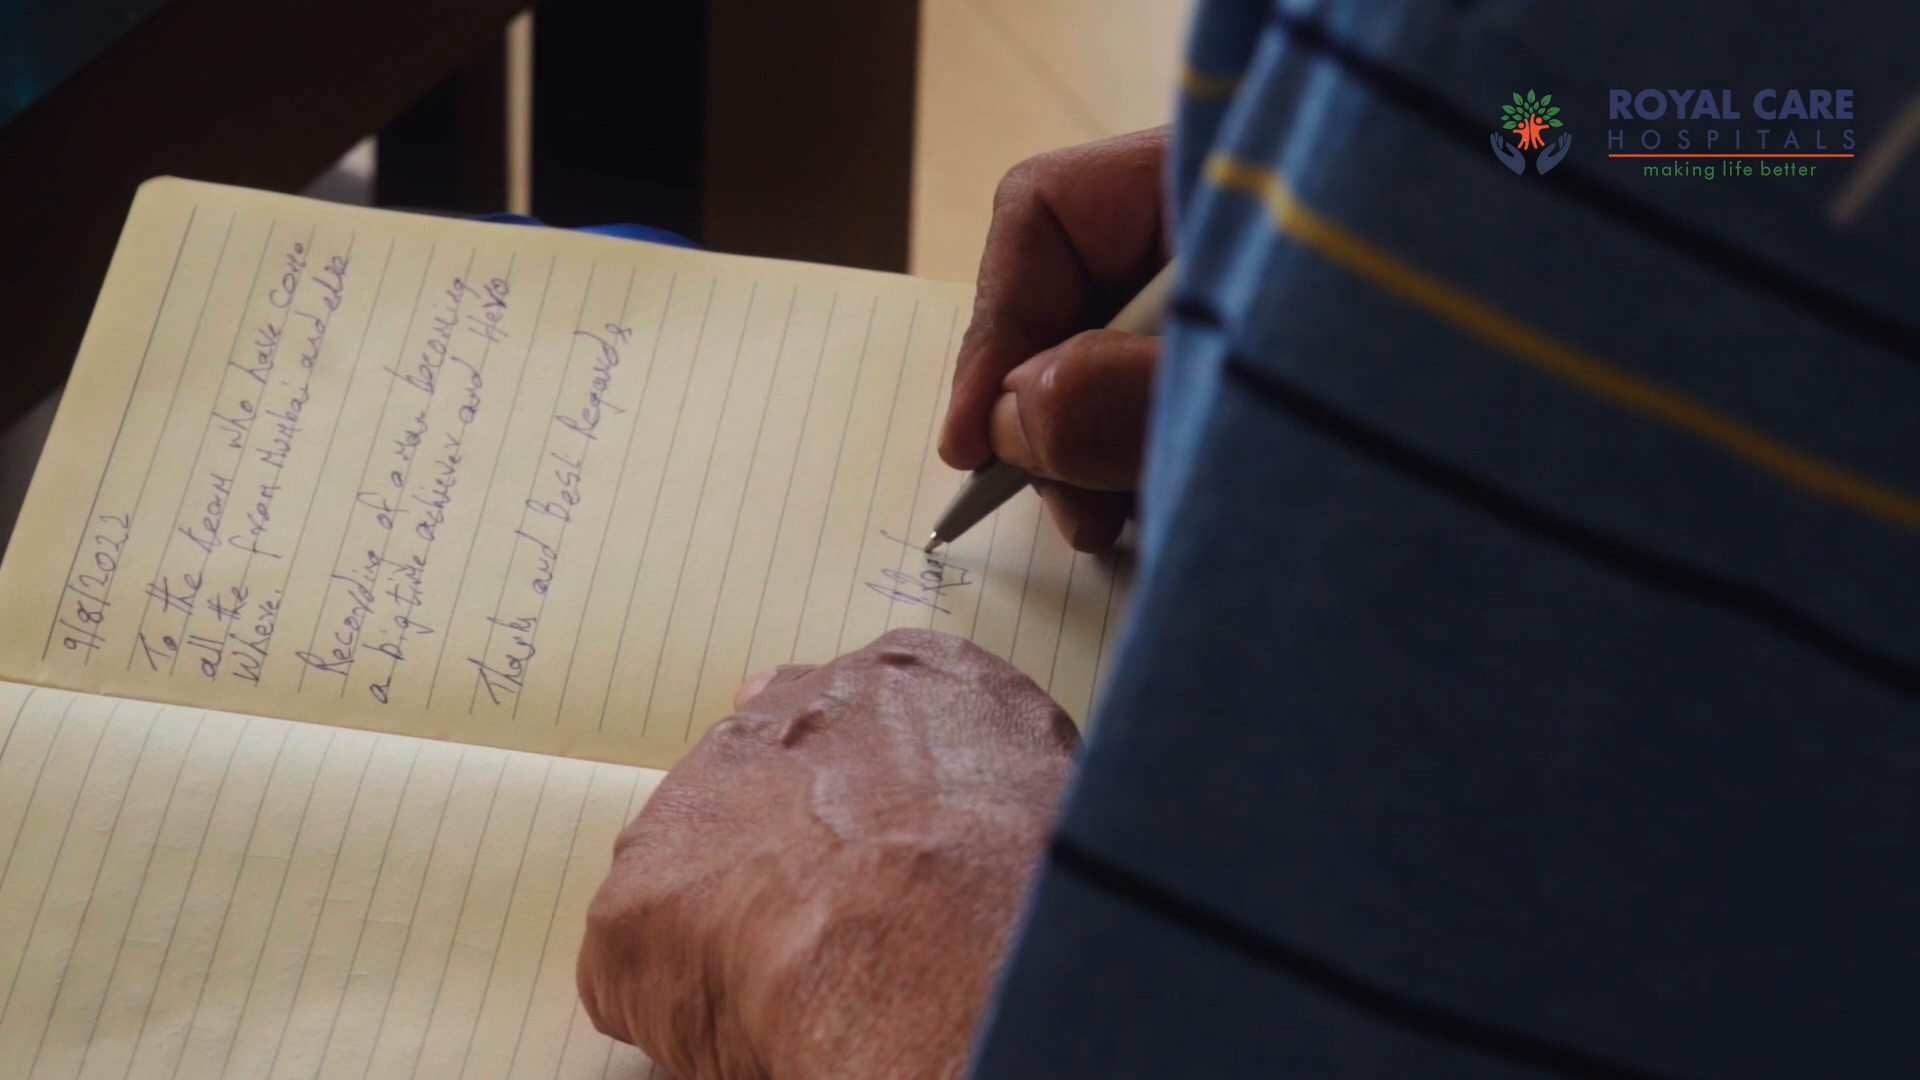 9/8/2022
To the team who have come
all the from Mumbai and else
where.
Recording of a man becoming
a big time achiever and Hero
Thanks and Best Regards
ROYAL CARE
HOSPITALS
making life better